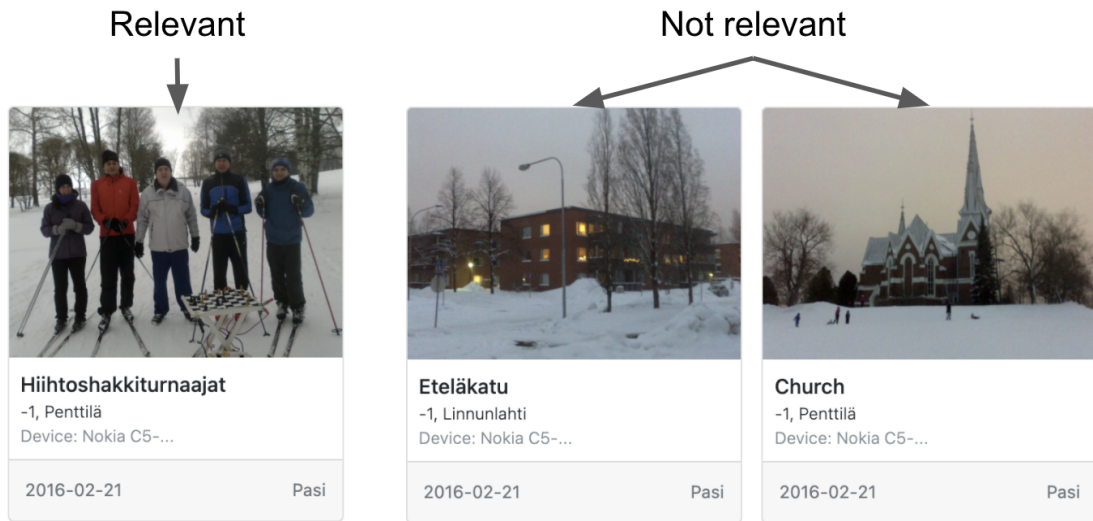 Relevant
Not relevant
Hiihtoshakkiturnaajat
-1, Penttilä
Device: Nokia C5-...
2016-02-21 Pasi
Eteläkatu
-1, Linnunlahti
Device: Nokia C5-...
2016-02-21 Pasi
Church
-1, Penttilä
Device: Nokia C5-...
2016-02-21 Pasi